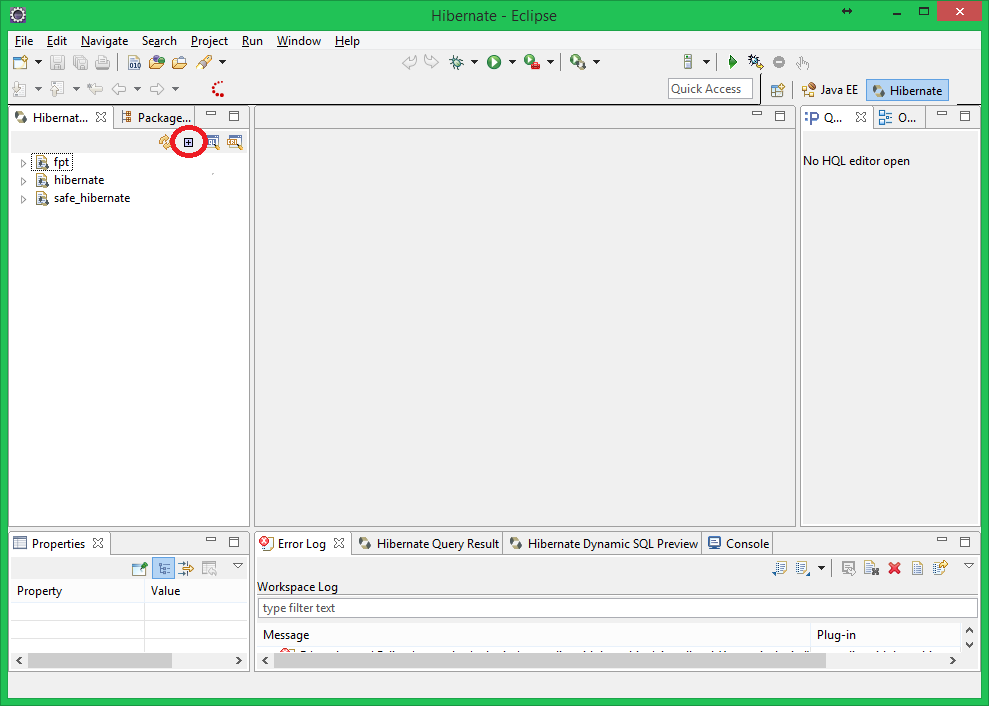 Hibernate - Eclipse
File Edit Navigate Search Project Run Window Help
010
Quick Access
Java EE
Hibernate
Hibernat...
Package...
fpt
hibernate
safe_hibernate
Q...
O...
No HQL editor open
Properties
Property Value
Error Log
Hibernate Query Result
Hibernate Dynamic SQL Preview
Console
Workspace Log
type filter text
Message Plug-in